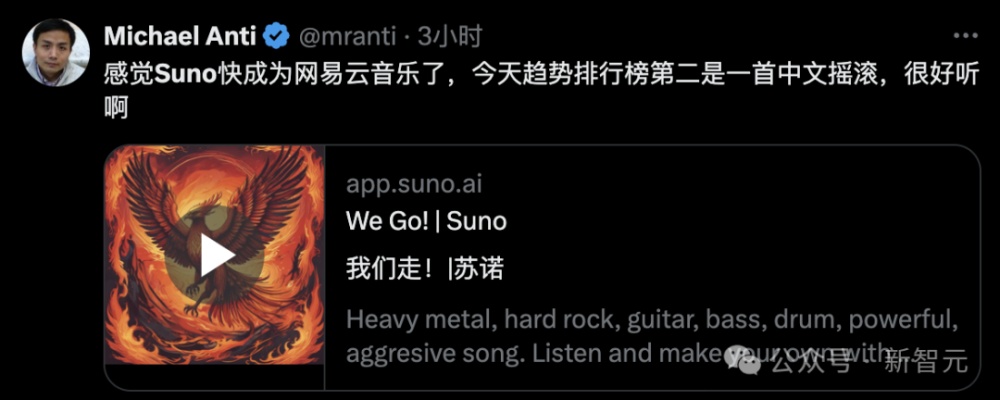 Michael Anti @mranti · 3小时
感觉Suno快成为网易云音乐了，今天趋势排行榜第二是一首中文摇滚，很好听
啊
app.suno.ai
We Go! | Suno
我们走！|苏诺
Heavy metal, hard rock, guitar, bass, drum, powerful,
aggresive song. Listen and make your own with
公众号 新智元